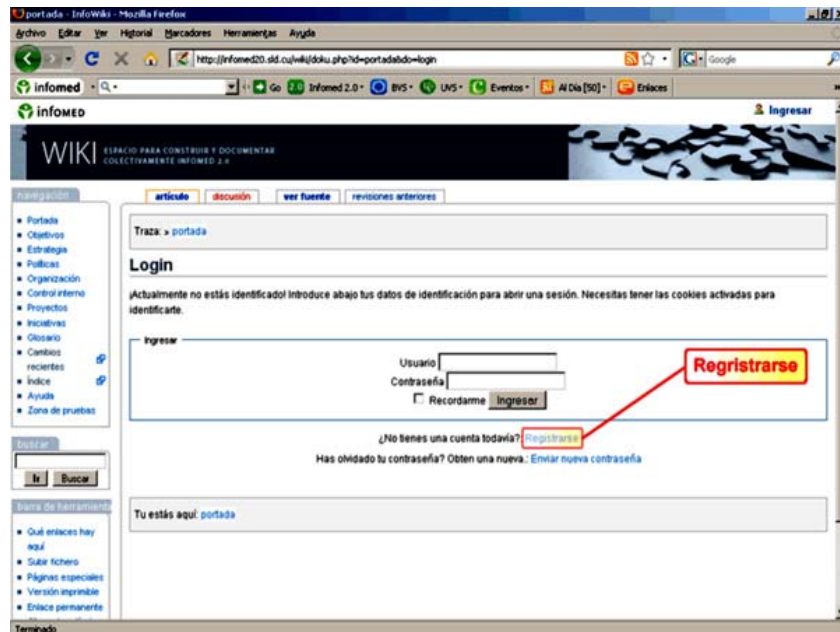 portada - InfoWiki - Mozilla Firefox
Archivo Editar Ver Historial Marcadores Herramientas Ayuda
http://infomed20.sld.cu/wiki/doku.php?id=portada&do=login
Google
infomed
Go Infomed 2.0 BVS UVS Eventos Al Dia [50] Enlaces
infoMED
Ingresar
WIKI ESPACIO PARA CONSTRUIR Y DOCUMENTAR
COLECTIVAMENTE INFOMED 2.0
navegación
Portada
Objetivos
Estrategia
Políticas
Organización
Control interno
Proyectos
Iniciativas
Glosario
Cambios
recientes
Índice
Ayuda
Zona de pruebas
buscar
Ir Buscar
barra de herramienta
Qué enlaces hay
aquí
Subir fichero
Páginas especiales
Versión imprimible
Enlace permanente
artículo discusión ver fuente revisiones anteriores
Traza: » portada
Login
¡Actualmente no estás identificado! Introduce abajo tus datos de identificación para abrir una sesión. Necesitas tener las cookies activadas para
identificarte.
Ingresar
Usuario
Contraseña
Recordarme Ingresar
Regristrarse
¿No tienes una cuenta todavía?: Registrarse
Has olvidado tu contraseña? Obten una nueva.: Enviar nueva contraseña
Tu estás aquí: portada
Terminado